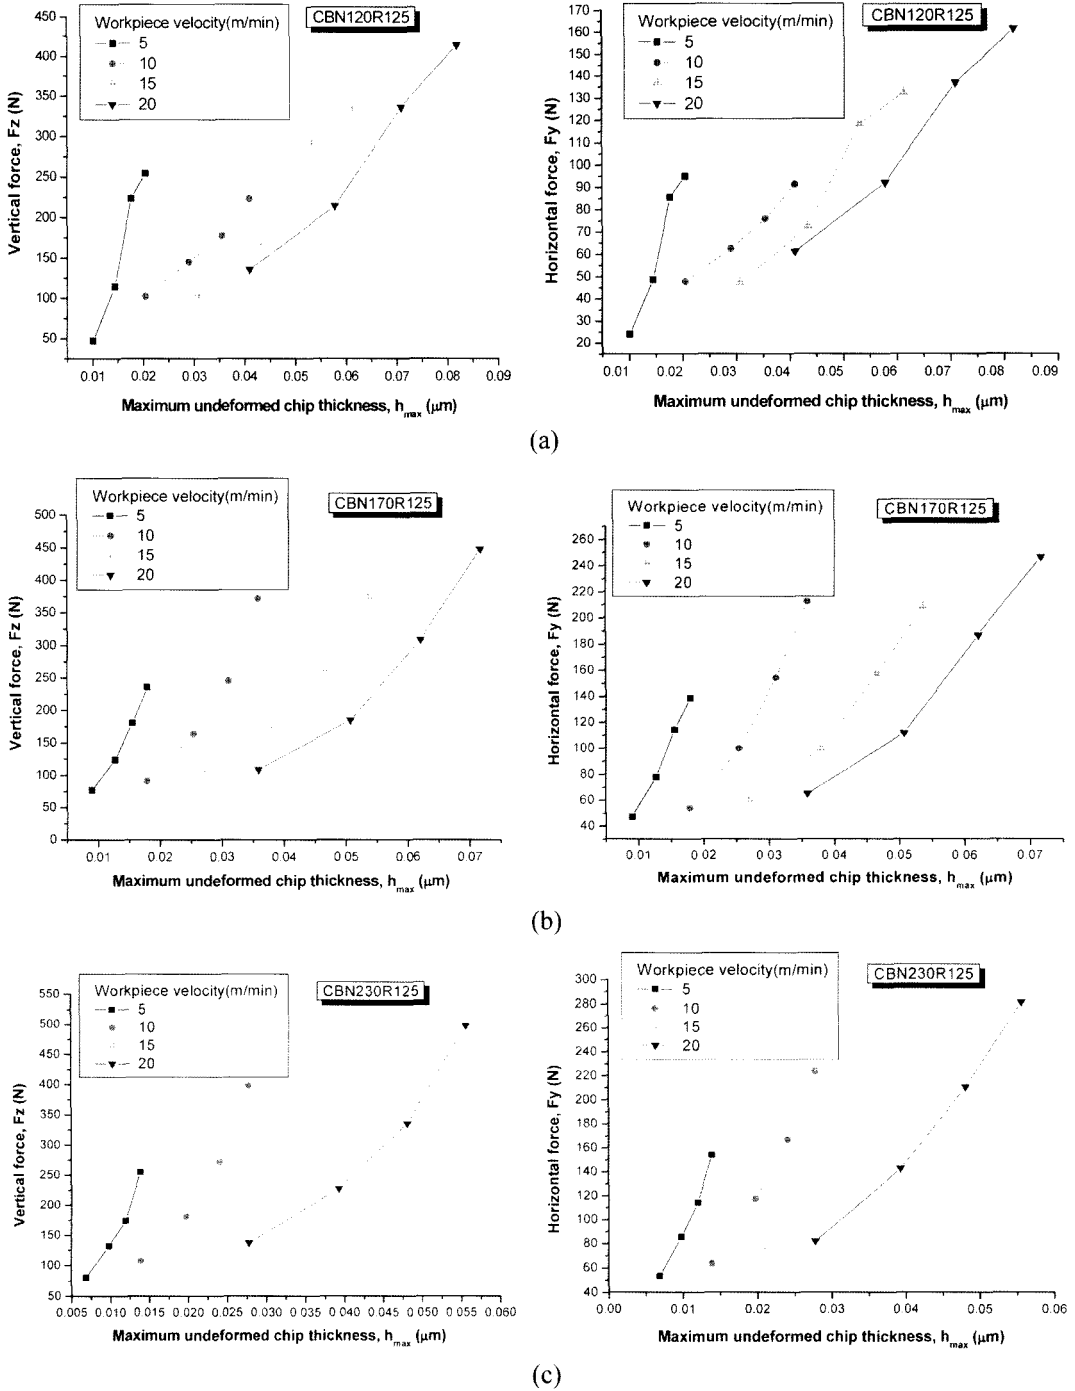 Workpiece velocity(m/min)
5
10
15
20
CBN120R125
Vertical force, Fz (N)
450
400
350
300
250
200
150
100
50
0.01 0.02 0.03 0.04 0.05 0.06 0.07 0.08 0.09
Maximum undeformed chip thickness, hmax (μm)
Workpiece velocity(m/min)
5
10
15
20
CBN120R125
Horizontal force, Fy (N)
170
160
150
140
130
120
110
100
90
80
70
60
50
40
30
20
0.01 0.02 0.03 0.04 0.05 0.06 0.07 0.08 0.09
Maximum undeformed chip thickness, hmax (μm)
(a)
Workpiece velocity(m/min)
5
10
15
20
CBN170R125
Vertical force, Fz (N)
500
450
400
350
300
250
200
150
100
50
0
0.01 0.02 0.03 0.04 0.05 0.06 0.07
Maximum undeformed chip thickness, hmax (μm)
Workpiece velocity(m/min)
5
10
15
20
CBN170R125
Horizontal force, Fy (N)
260
240
220
200
180
160
140
120
100
80
60
40
0.01 0.02 0.03 0.04 0.05 0.06 0.07
Maximum undeformed chip thickness, hmax (μm)
(b)
Workpiece velocity(m/min)
5
10
15
20
CBN230R125
Vertical force, Fz (N)
550
500
450
400
350
300
250
200
150
100
50
0.005 0.010 0.015 0.020 0.025 0.030 0.035 0.040 0.045 0.050 0.055 0.060
Maximum undeformed chip thickness, hmax (μm)
Workpiece velocity(m/min)
5
10
15
20
CBN230R125
Horizontal force, Fy (N)
300
280
260
240
220
200
180
160
140
120
100
80
60
40
0.00 0.01 0.02 0.03 0.04 0.05 0.06
Maximum undeformed chip thickness, hmax (μm)
(c)